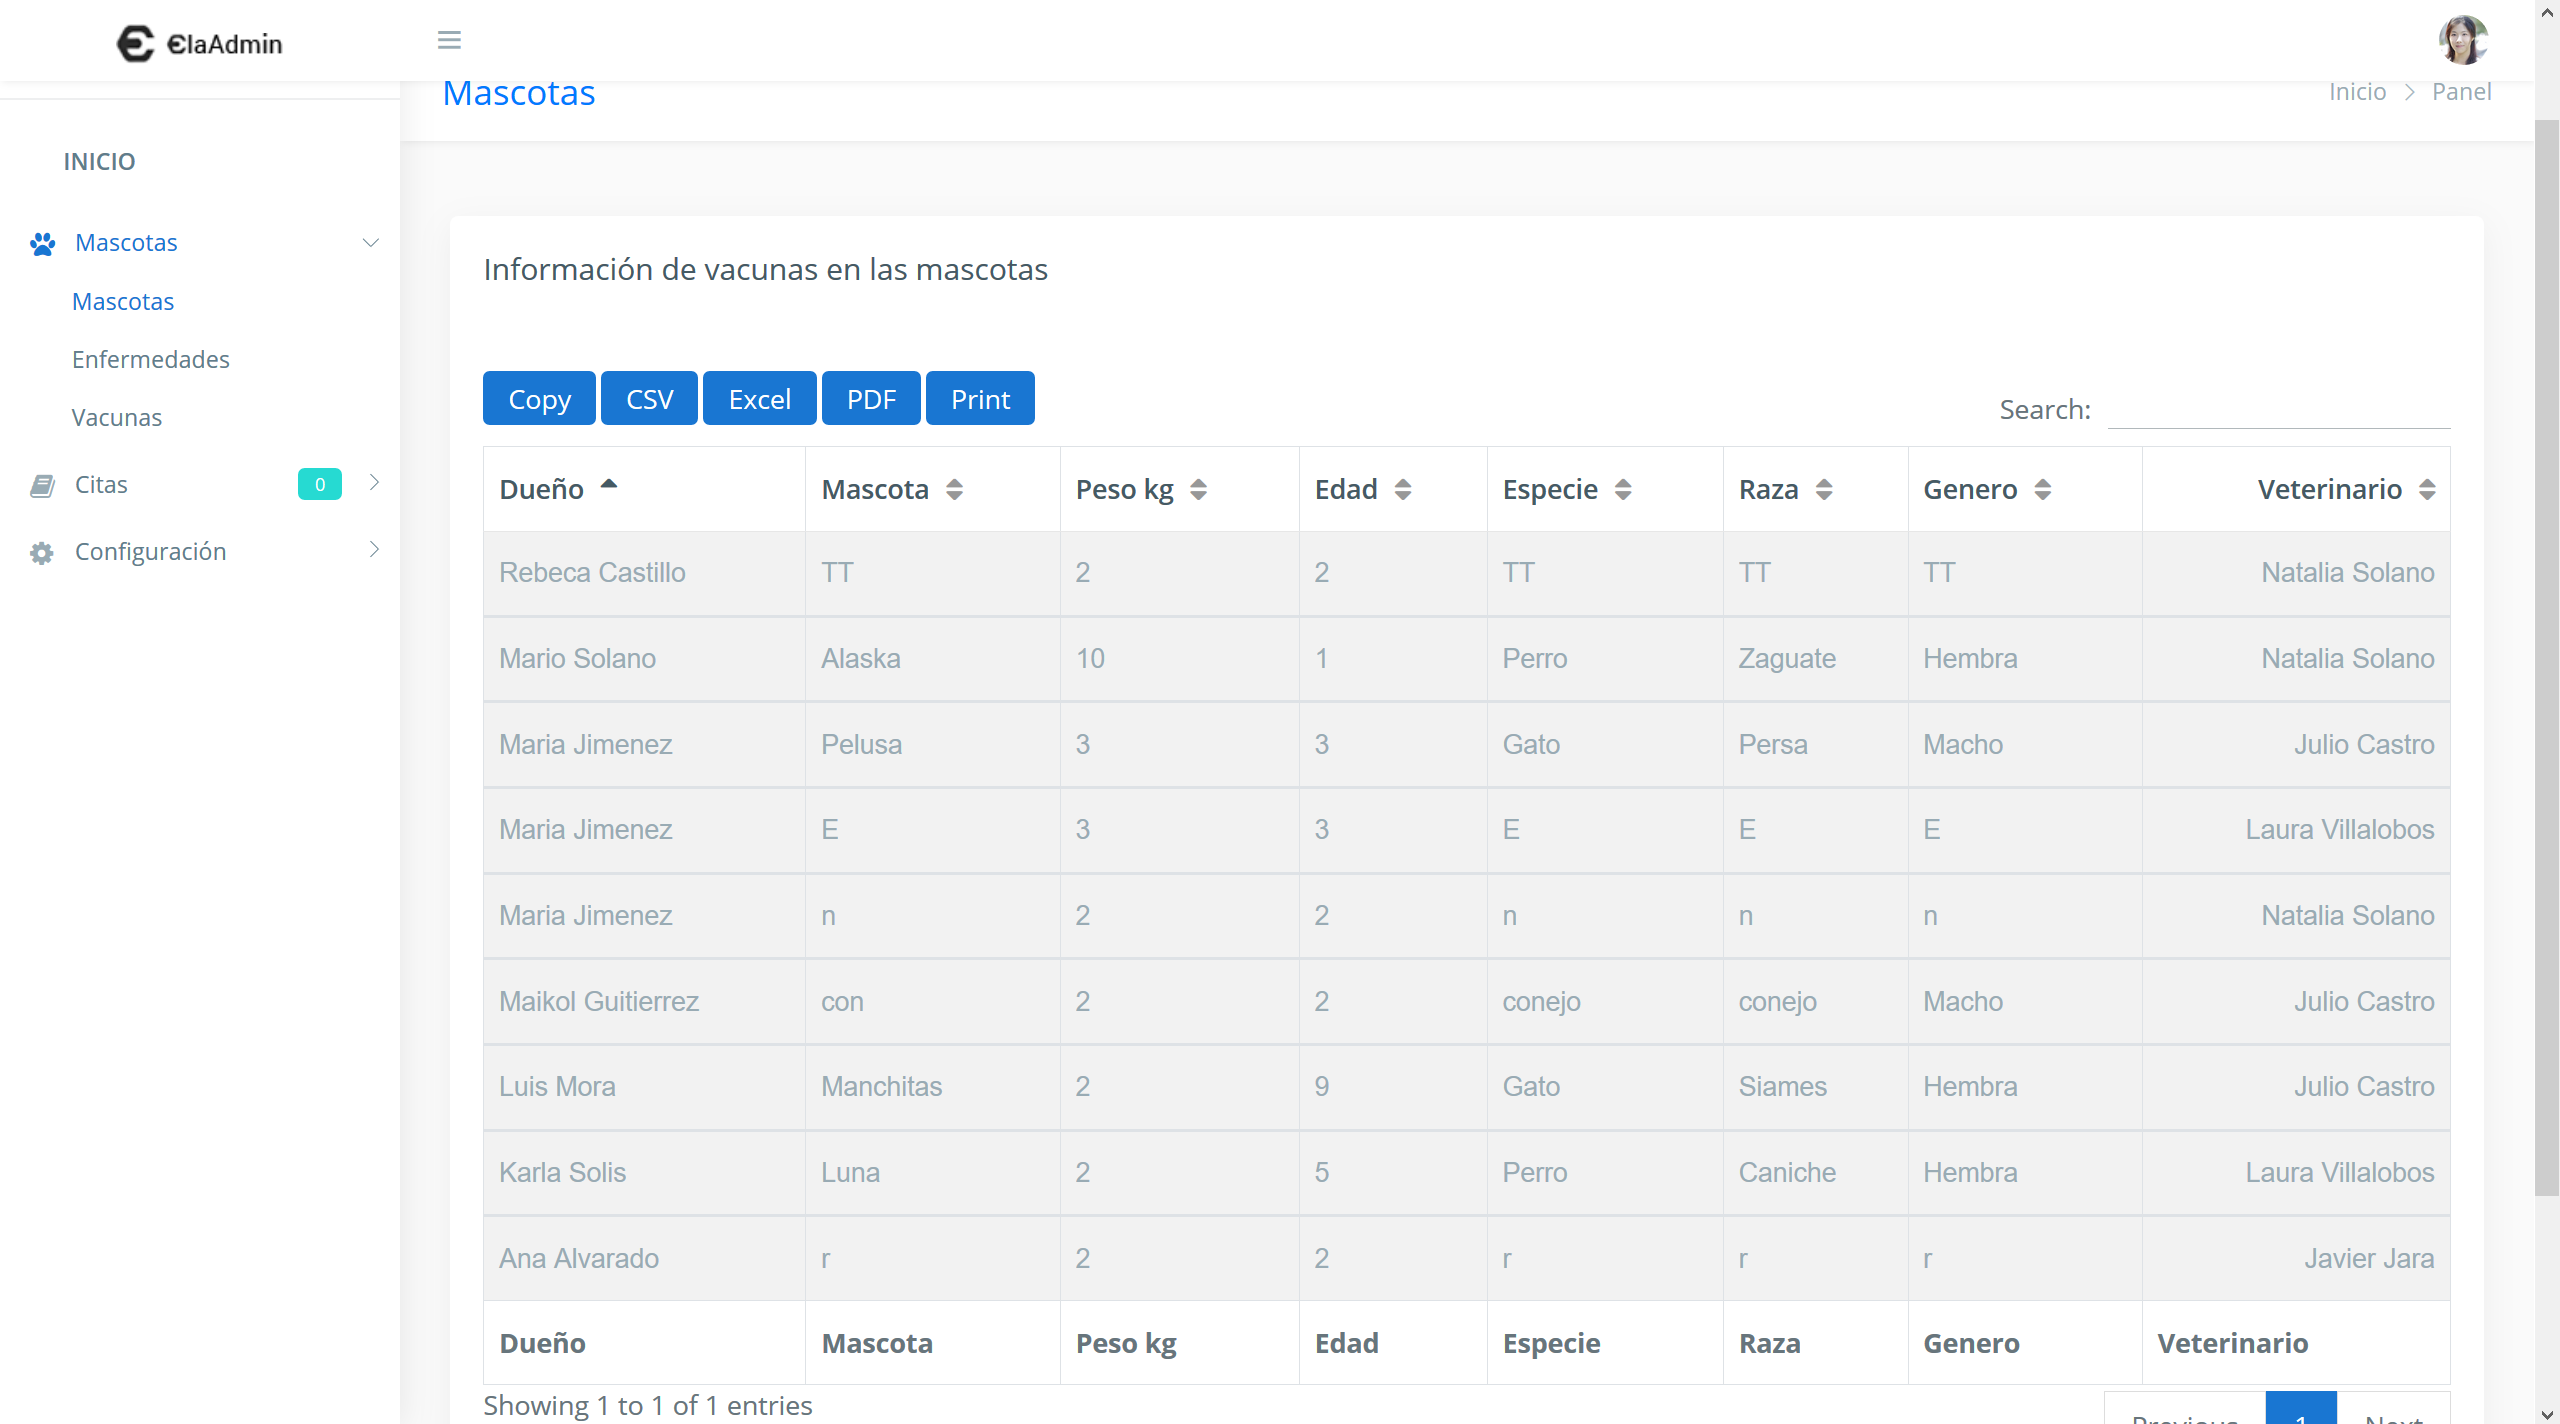 ElaAdmin
Mascotas
Inicio > Panel
INICIO
Mascotas
Mascotas
Enfermedades
Vacunas
Citas 0
Configuración
Información de vacunas en las mascotas
Copy CSV Excel PDF Print
Search:
Dueño Mascota Peso kg Edad Especie Raza Genero Veterinario
Rebeca Castillo TT 2 2 TT TT TT Natalia Solano
Mario Solano Alaska 10 1 Perro Zaguate Hembra Natalia Solano
Maria Jimenez Pelusa 3 3 Gato Persa Macho Julio Castro
Maria Jimenez E 3 3 E E E Laura Villalobos
Maria Jimenez n 2 2 n n n Natalia Solano
Maikol Guitierrez con 2 2 conejo conejo Macho Julio Castro
Luis Mora Manchitas 2 9 Gato Siames Hembra Julio Castro
Karla Solis Luna 2 5 Perro Caniche Hembra Laura Villalobos
Ana Alvarado r 2 2 r r r Javier Jara
Dueño Mascota Peso kg Edad Especie Raza Genero Veterinario
Showing 1 to 1 of 1 entries
Previous 1 Next